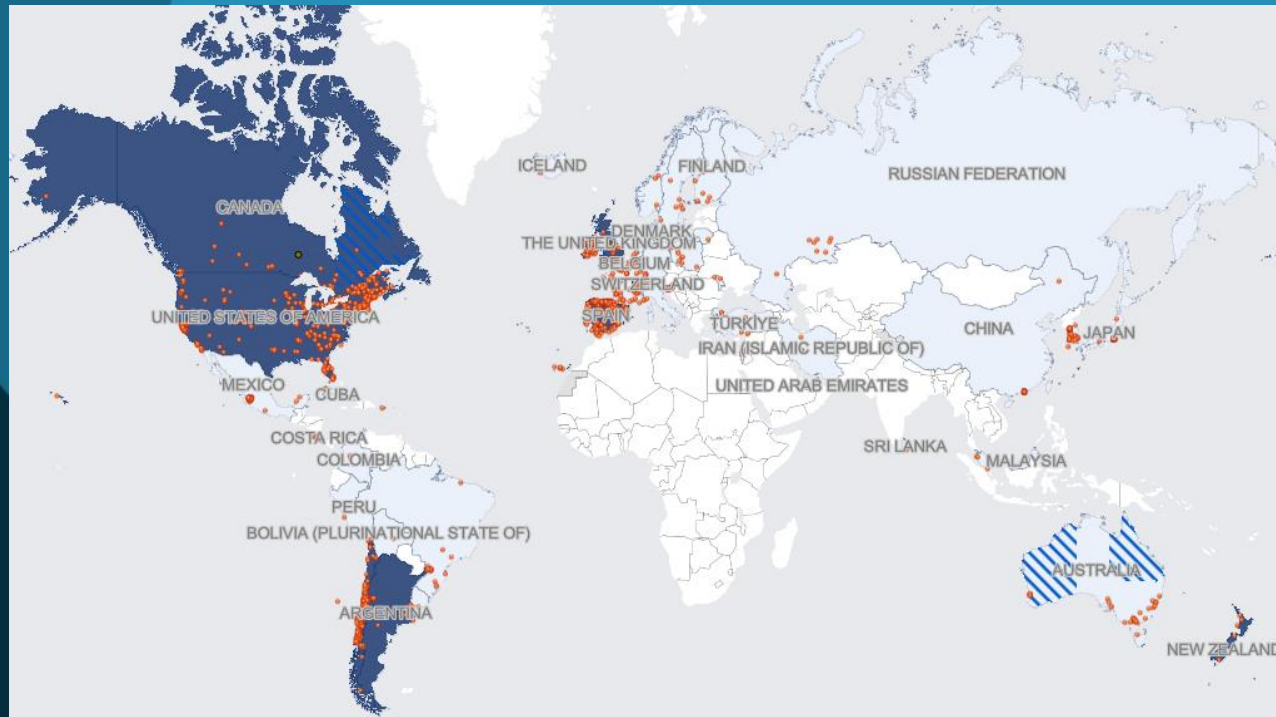 ICELAND
FINLAND
RUSSIAN FEDERATION
CANADA
DENMARK
THE UNITED KINGDOM
BELGIUM
SWITZERLAND
UNITED STATES OF AMERICA
SPAIN
TÜRKİYE
CHINA
JAPAN
IRAN (ISLAMIC REPUBLIC OF)
MEXICO
CUBA
UNITED ARAB EMIRATES
COSTA RICA
SRI LANKA
COLOMBIA
MALAYSIA
PERU
BOLIVIA (PLURINATIONAL STATE OF)
AUSTRALIA
ARGENTINA
NEW ZEALAND